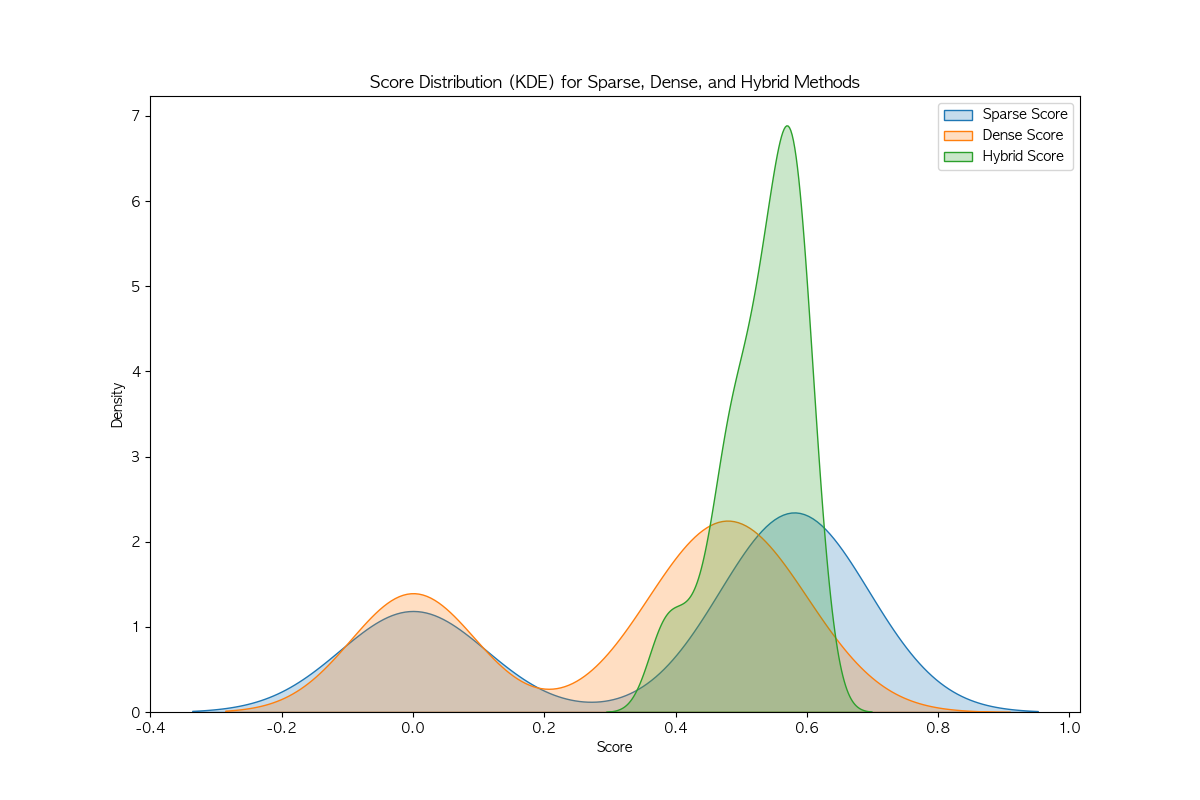 Score Distribution (KDE) for Sparse, Dense, and Hybrid Methods
Sparse Score
Dense Score
Hybrid Score
7
6
5
4
3
2
1
0
Density
-0.4 -0.2 0.0 0.2 0.4 0.6 0.8 1.0
Score